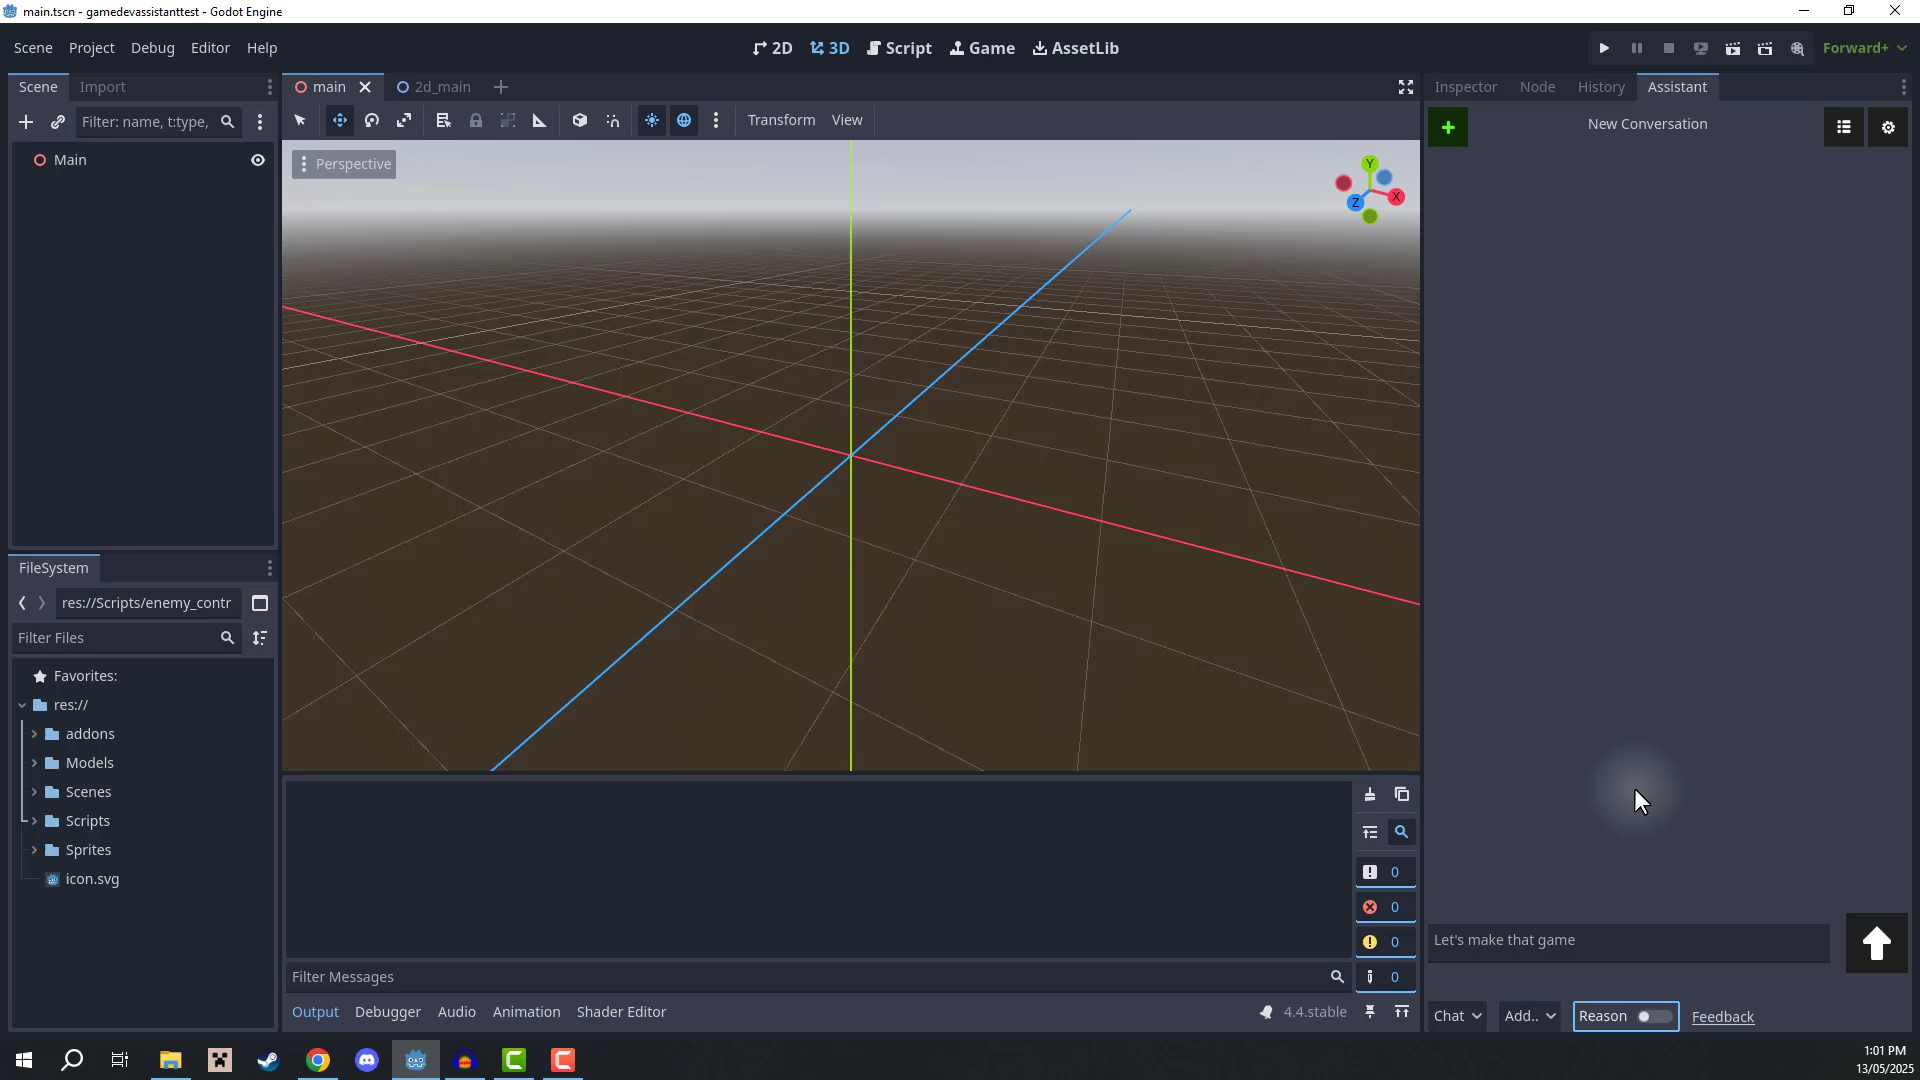 main.tscn - gamedevassistanttest - Godot Engine
Scene Project Debug Editor Help
2D 3D Script Game AssetLib
Forward+
Scene Import
main 2d_main
Inspector Node History Assistant
Filter: name, t:type,
Transform View
New Conversation
Main
Perspective
Y
X
Z
FileSystem
res://Scripts/enemy_contr
Filter Files
Favorites:
res://
addons
Models
Scenes
Scripts
Sprites
icon.svg
0
0
0
0
Filter Messages
Output Debugger Audio Animation Shader Editor
4.4.stable
Let's make that game
Chat Add.. Reason Feedback
1:01 PM
13/05/2025